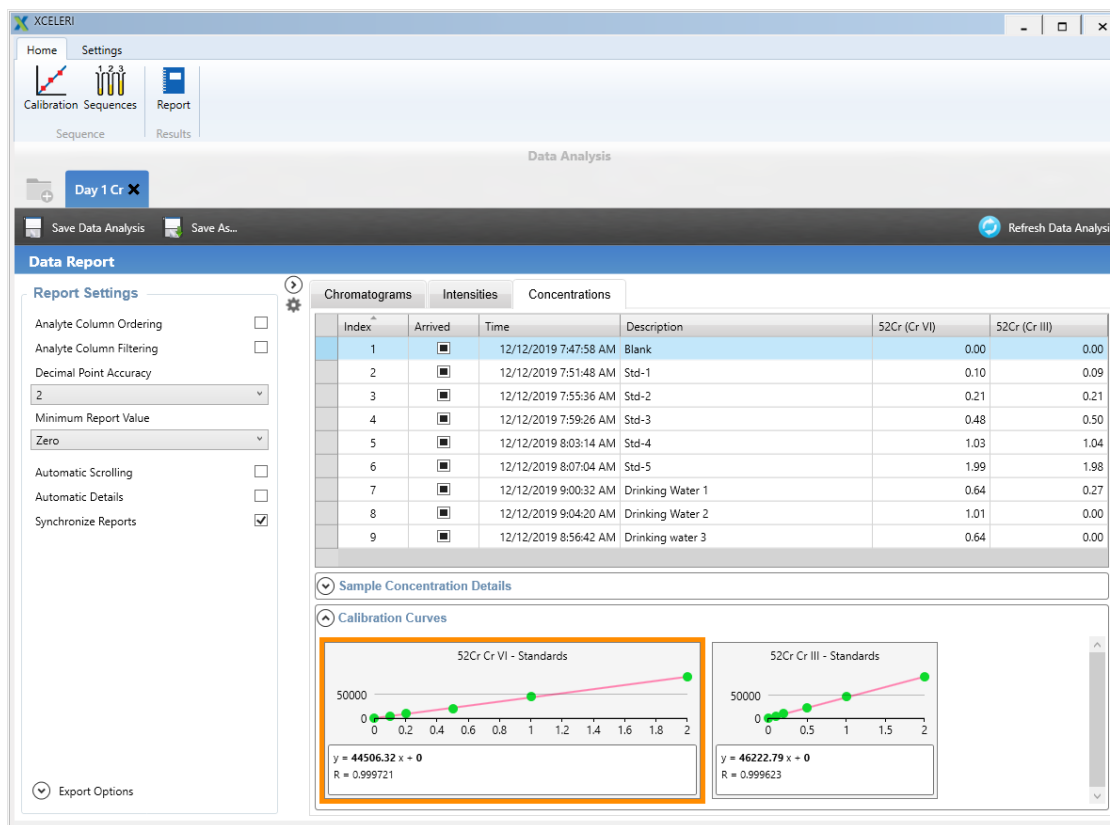 XCELERI
Home Settings
1 2 3
Calibration Sequences Report
Sequence Results
Data Analysis
Day 1 Cr
Save Data Analysis Save As... Refresh Data Analysi
Data Report
Report Settings
Analyte Column Ordering
Analyte Column Filtering
Decimal Point Accuracy
2
Minimum Report Value
Zero
Automatic Scrolling
Automatic Details
Synchronize Reports
Export Options
Chromatograms Intensities Concentrations
Index Arrived Time Description 52Cr (Cr VI) 52Cr (Cr III)
1 12/12/2019 7:47:58 AM Blank 0.00 0.00
2 12/12/2019 7:51:48 AM Std-1 0.10 0.09
3 12/12/2019 7:55:36 AM Std-2 0.21 0.21
4 12/12/2019 7:59:26 AM Std-3 0.48 0.50
5 12/12/2019 8:03:14 AM Std-4 1.03 1.04
6 12/12/2019 8:07:04 AM Std-5 1.99 1.98
7 12/12/2019 9:00:32 AM Drinking Water 1 0.64 0.27
8 12/12/2019 9:04:20 AM Drinking Water 2 1.01 0.00
9 12/12/2019 8:56:42 AM Drinking water 3 0.64 0.00
Sample Concentration Details
Calibration Curves
52Cr Cr VI - Standards
50000
0
0 0.2 0.4 0.6 0.8 1 1.2 1.4 1.6 1.8 2
y = 44506.32 x + 0
R = 0.999721
52Cr Cr III - Standards
50000
0
0 0.5 1 1.5 2
y = 46222.79 x + 0
R = 0.999623